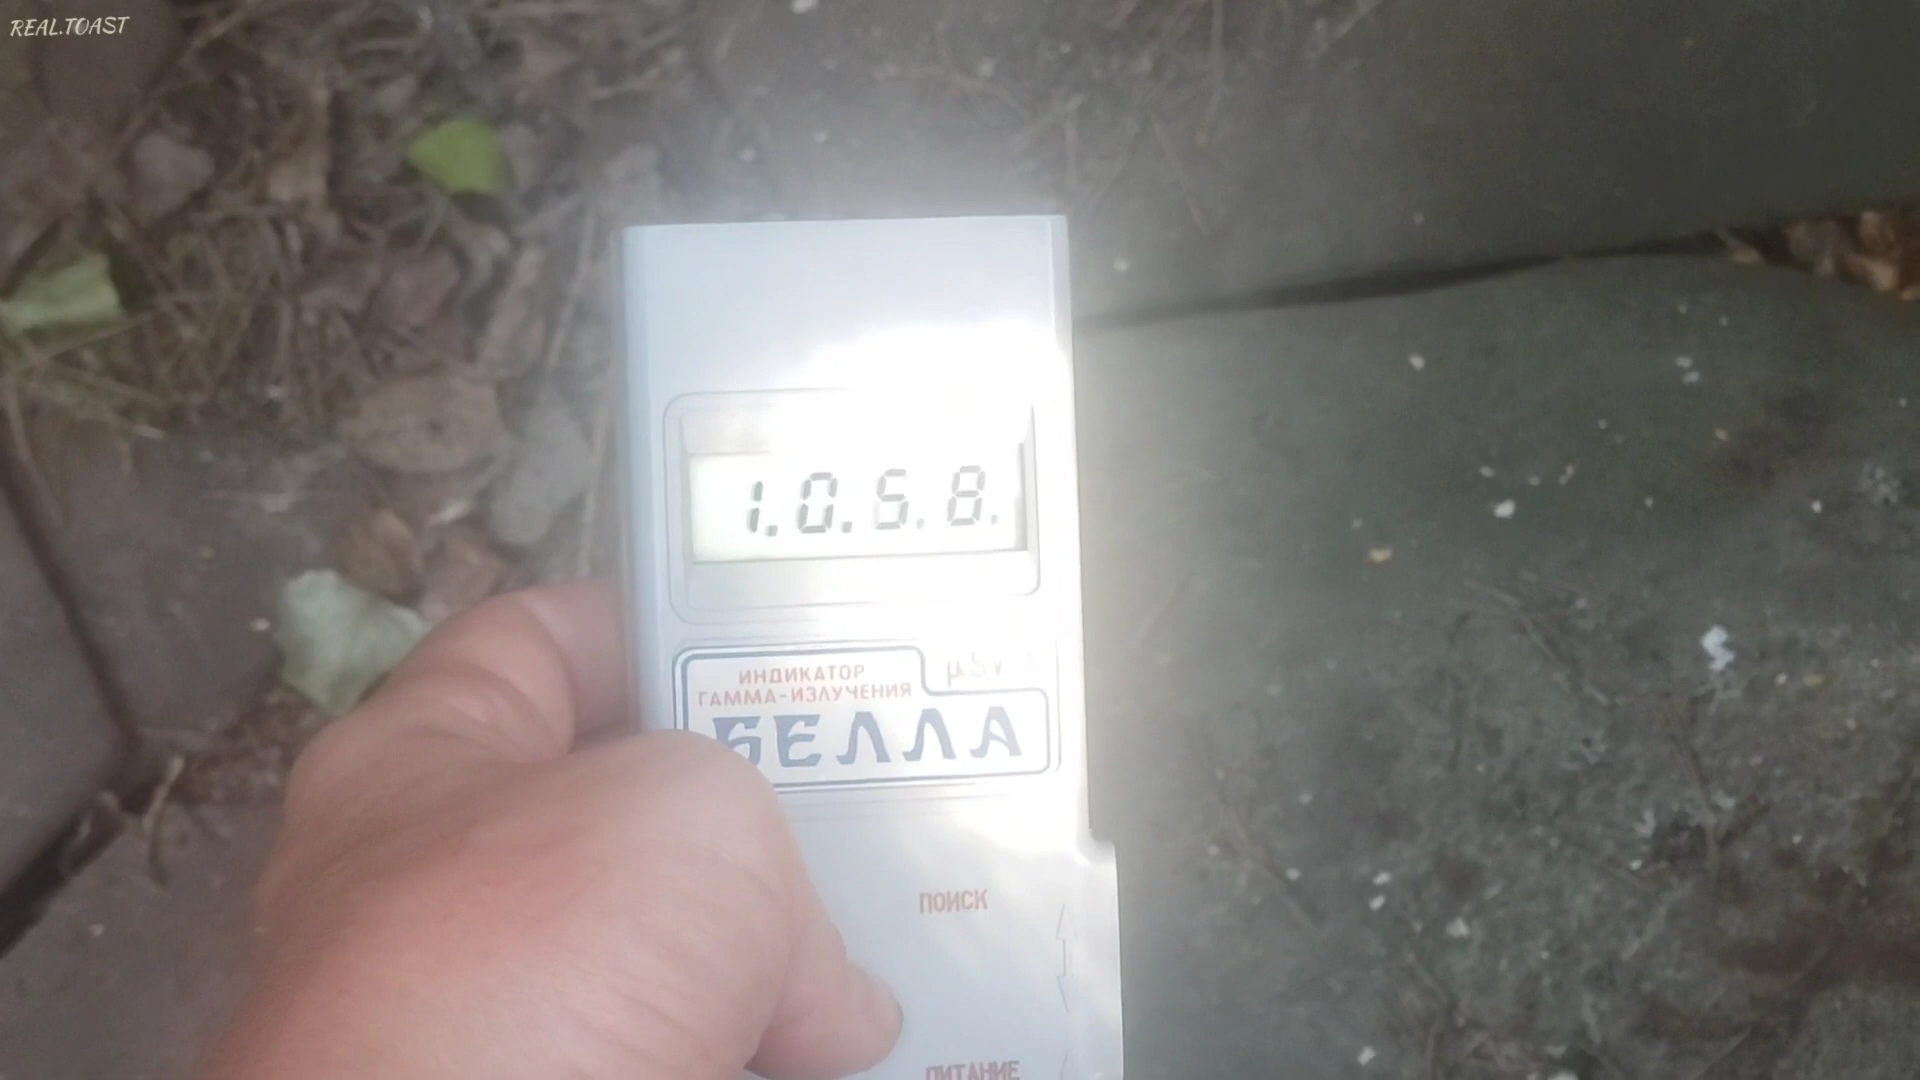 REAL.TOAST
1.0.5.8.
ИНДИКАТОР
ГАММА-ИЗЛУЧЕНИЯ
μSv
БЕЛЛА
ПОИСК
ПИТАНИЕ